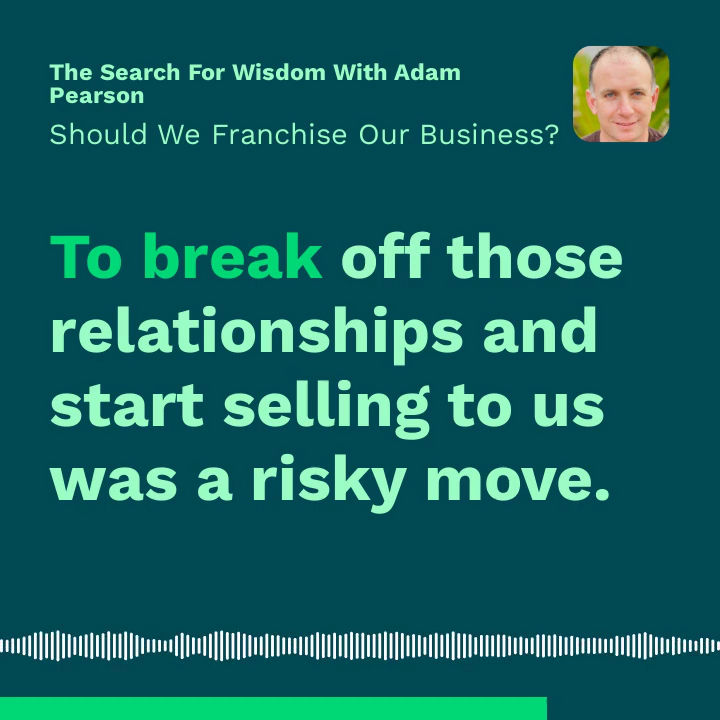 The Search For Wisdom With Adam
Pearson
Should We Franchise Our Business?
To break off those
relationships and
start selling to us
was a risky move.